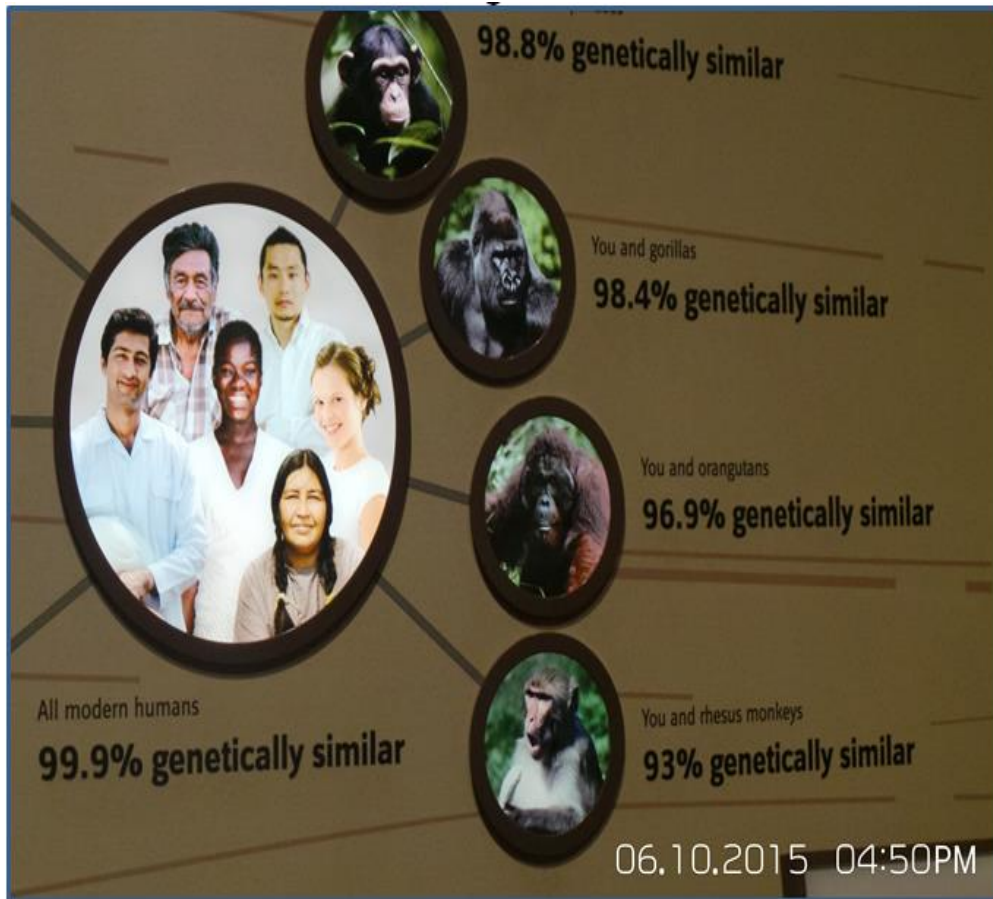 98.8% genetically similar
You and gorillas
98.4% genetically similar
You and orangutans
96.9% genetically similar
You and rhesus monkeys
93% genetically similar
All modern humans
99.9% genetically similar
06.10.2015 04:50PM